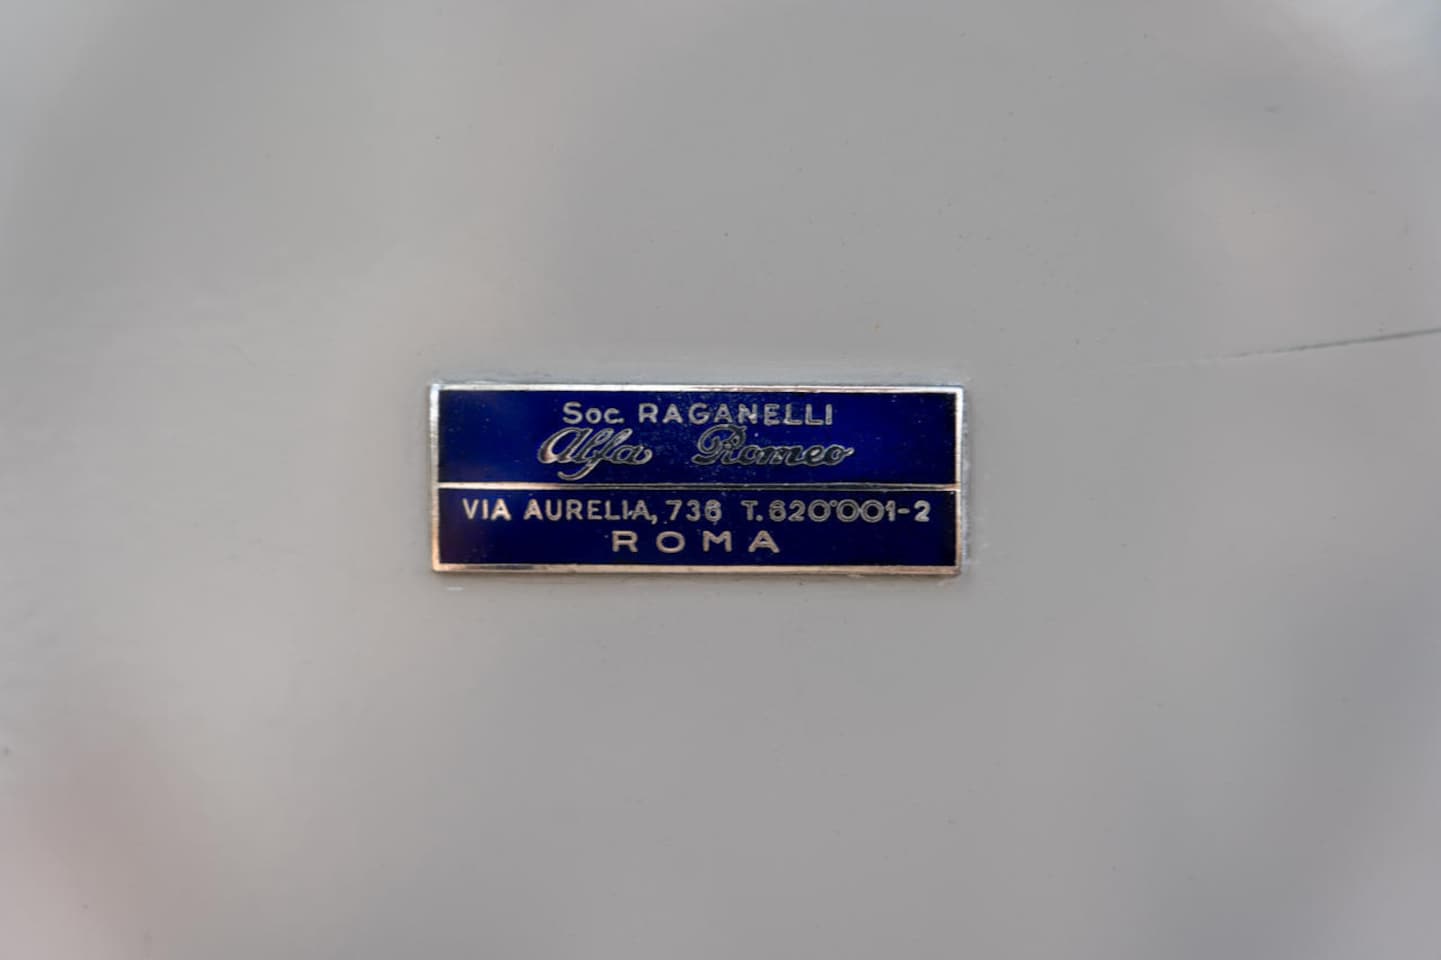 Soc. RAGANELLI
Alfa Romeo
VIA AURELIA, 736 T. 620°001-2
ROMA